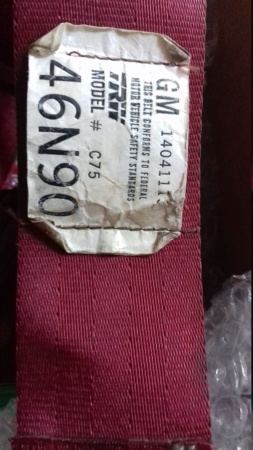 GM 1404111
THIS BELT CONFORMS TO FEDERAL
MOTOR VEHICLE SAFETY STANDARDS
TRW
MODEL # C75
46N90